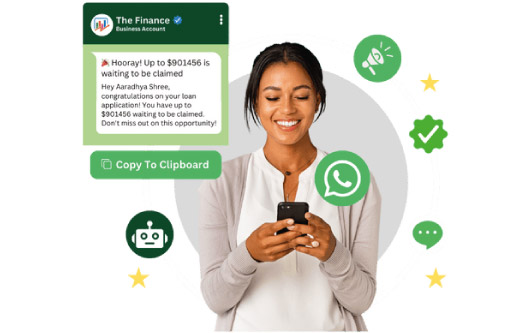 The Finance
Business Account
🎉 Hooray! Up to $901456 is
waiting to be claimed
Hey Aaradhya Shree,
congratulations on your loan
application! You have up to
$901456 waiting to be claimed.
Don't miss out on this opportunity!
Copy To Clipboard